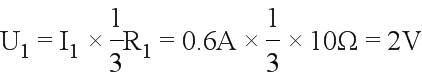 U₁ = I₁ × 1/3 R₁ = 0.6A × 1/3 × 10Ω = 2V